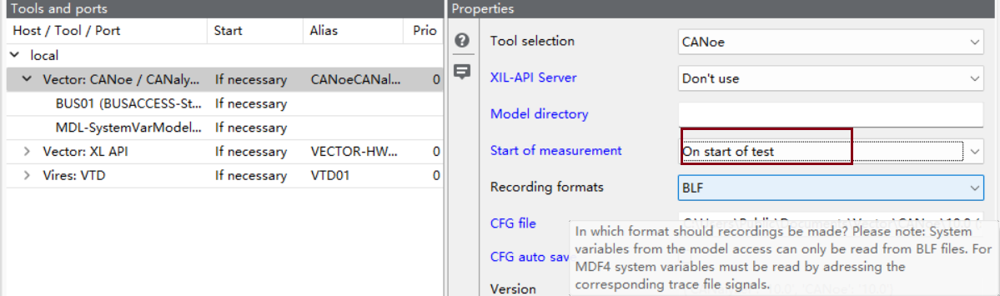 Tools and ports
Host / Tool / Port Start Alias Prio
local
Vector: CANoe / CANaly... If necessary CANoeCANal... 0
BUS01 (BUSACCESS-St... If necessary
MDL-SystemVarModel... If necessary
Vector: XL API If necessary VECTOR-HW... 0
Vires: VTD If necessary VTD01 0
Properties
Tool selection CANoe
XIL-API Server Don't use
Model directory
Start of measurement On start of test
Recording formats BLF
CFG file
CFG auto sav
Version
In which format should recordings be made? Please note: System
variables from the model access can only be read from BLF files. For
MDF4 system variables must be read by adressing the
corresponding trace file signals.